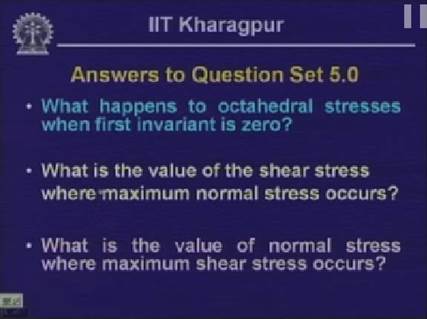 IIT Kharagpur
Answers to Question Set 5.0
• What happens to octahedral stresses
when first invariant is zero?
• What is the value of the shear stress
where maximum normal stress occurs?
• What is the value of normal stress
where maximum shear stress occurs?